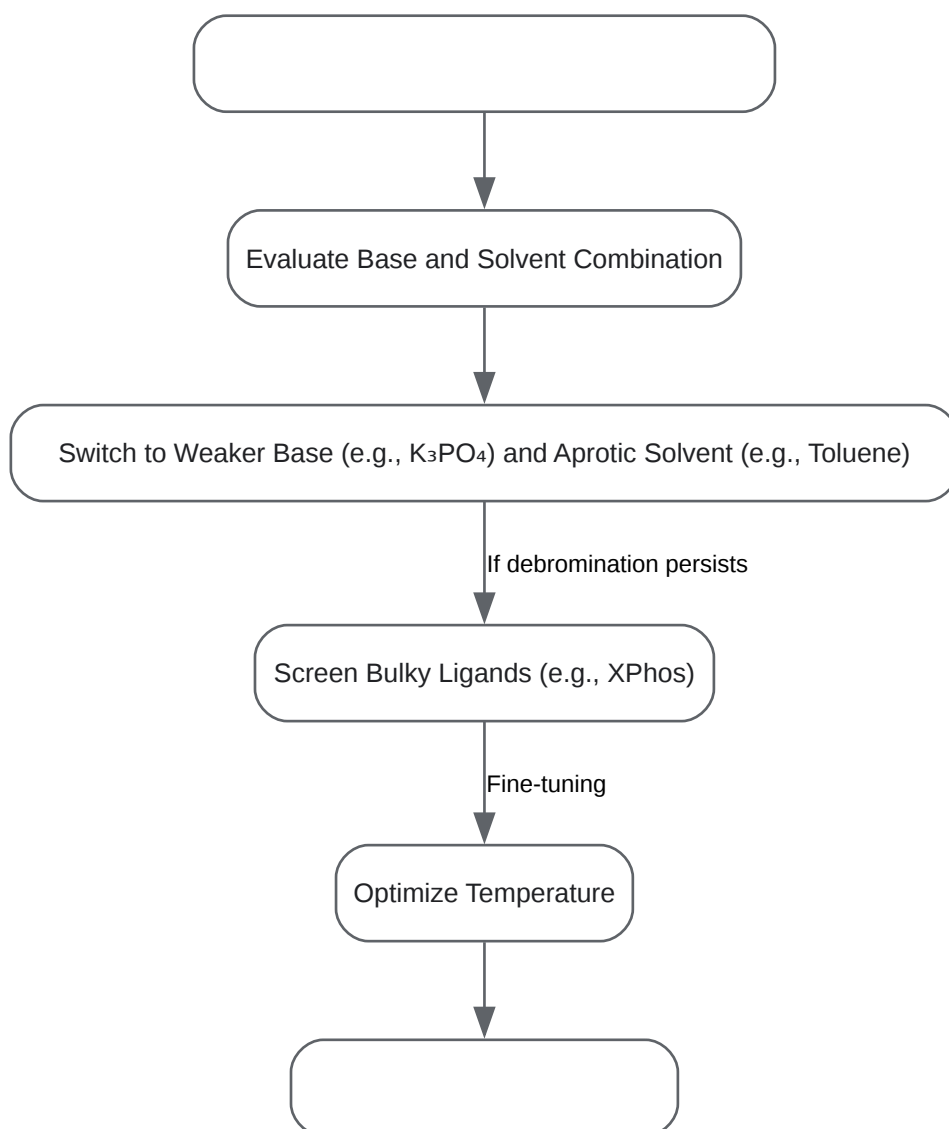 Evaluate Base and Solvent Combination
Switch to Weaker Base (e.g., K₃PO₄) and Aprotic Solvent (e.g., Toluene)
If debromination persists
Screen Bulky Ligands (e.g., XPhos)
Fine-tuning
Optimize Temperature